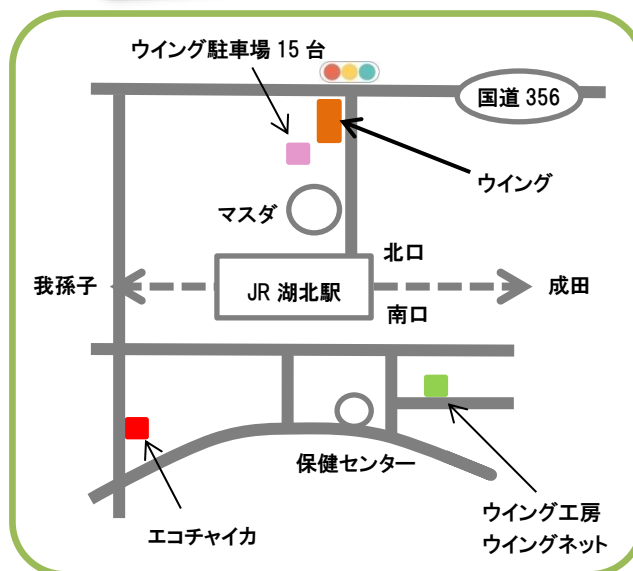 ウイング駐車場 15 台
国道 356
ウイング
マスダ
北口
我孫子
JR 湖北駅
成田
南口
保健センター
エコチャイカ
ウイング工房
ウイングネット